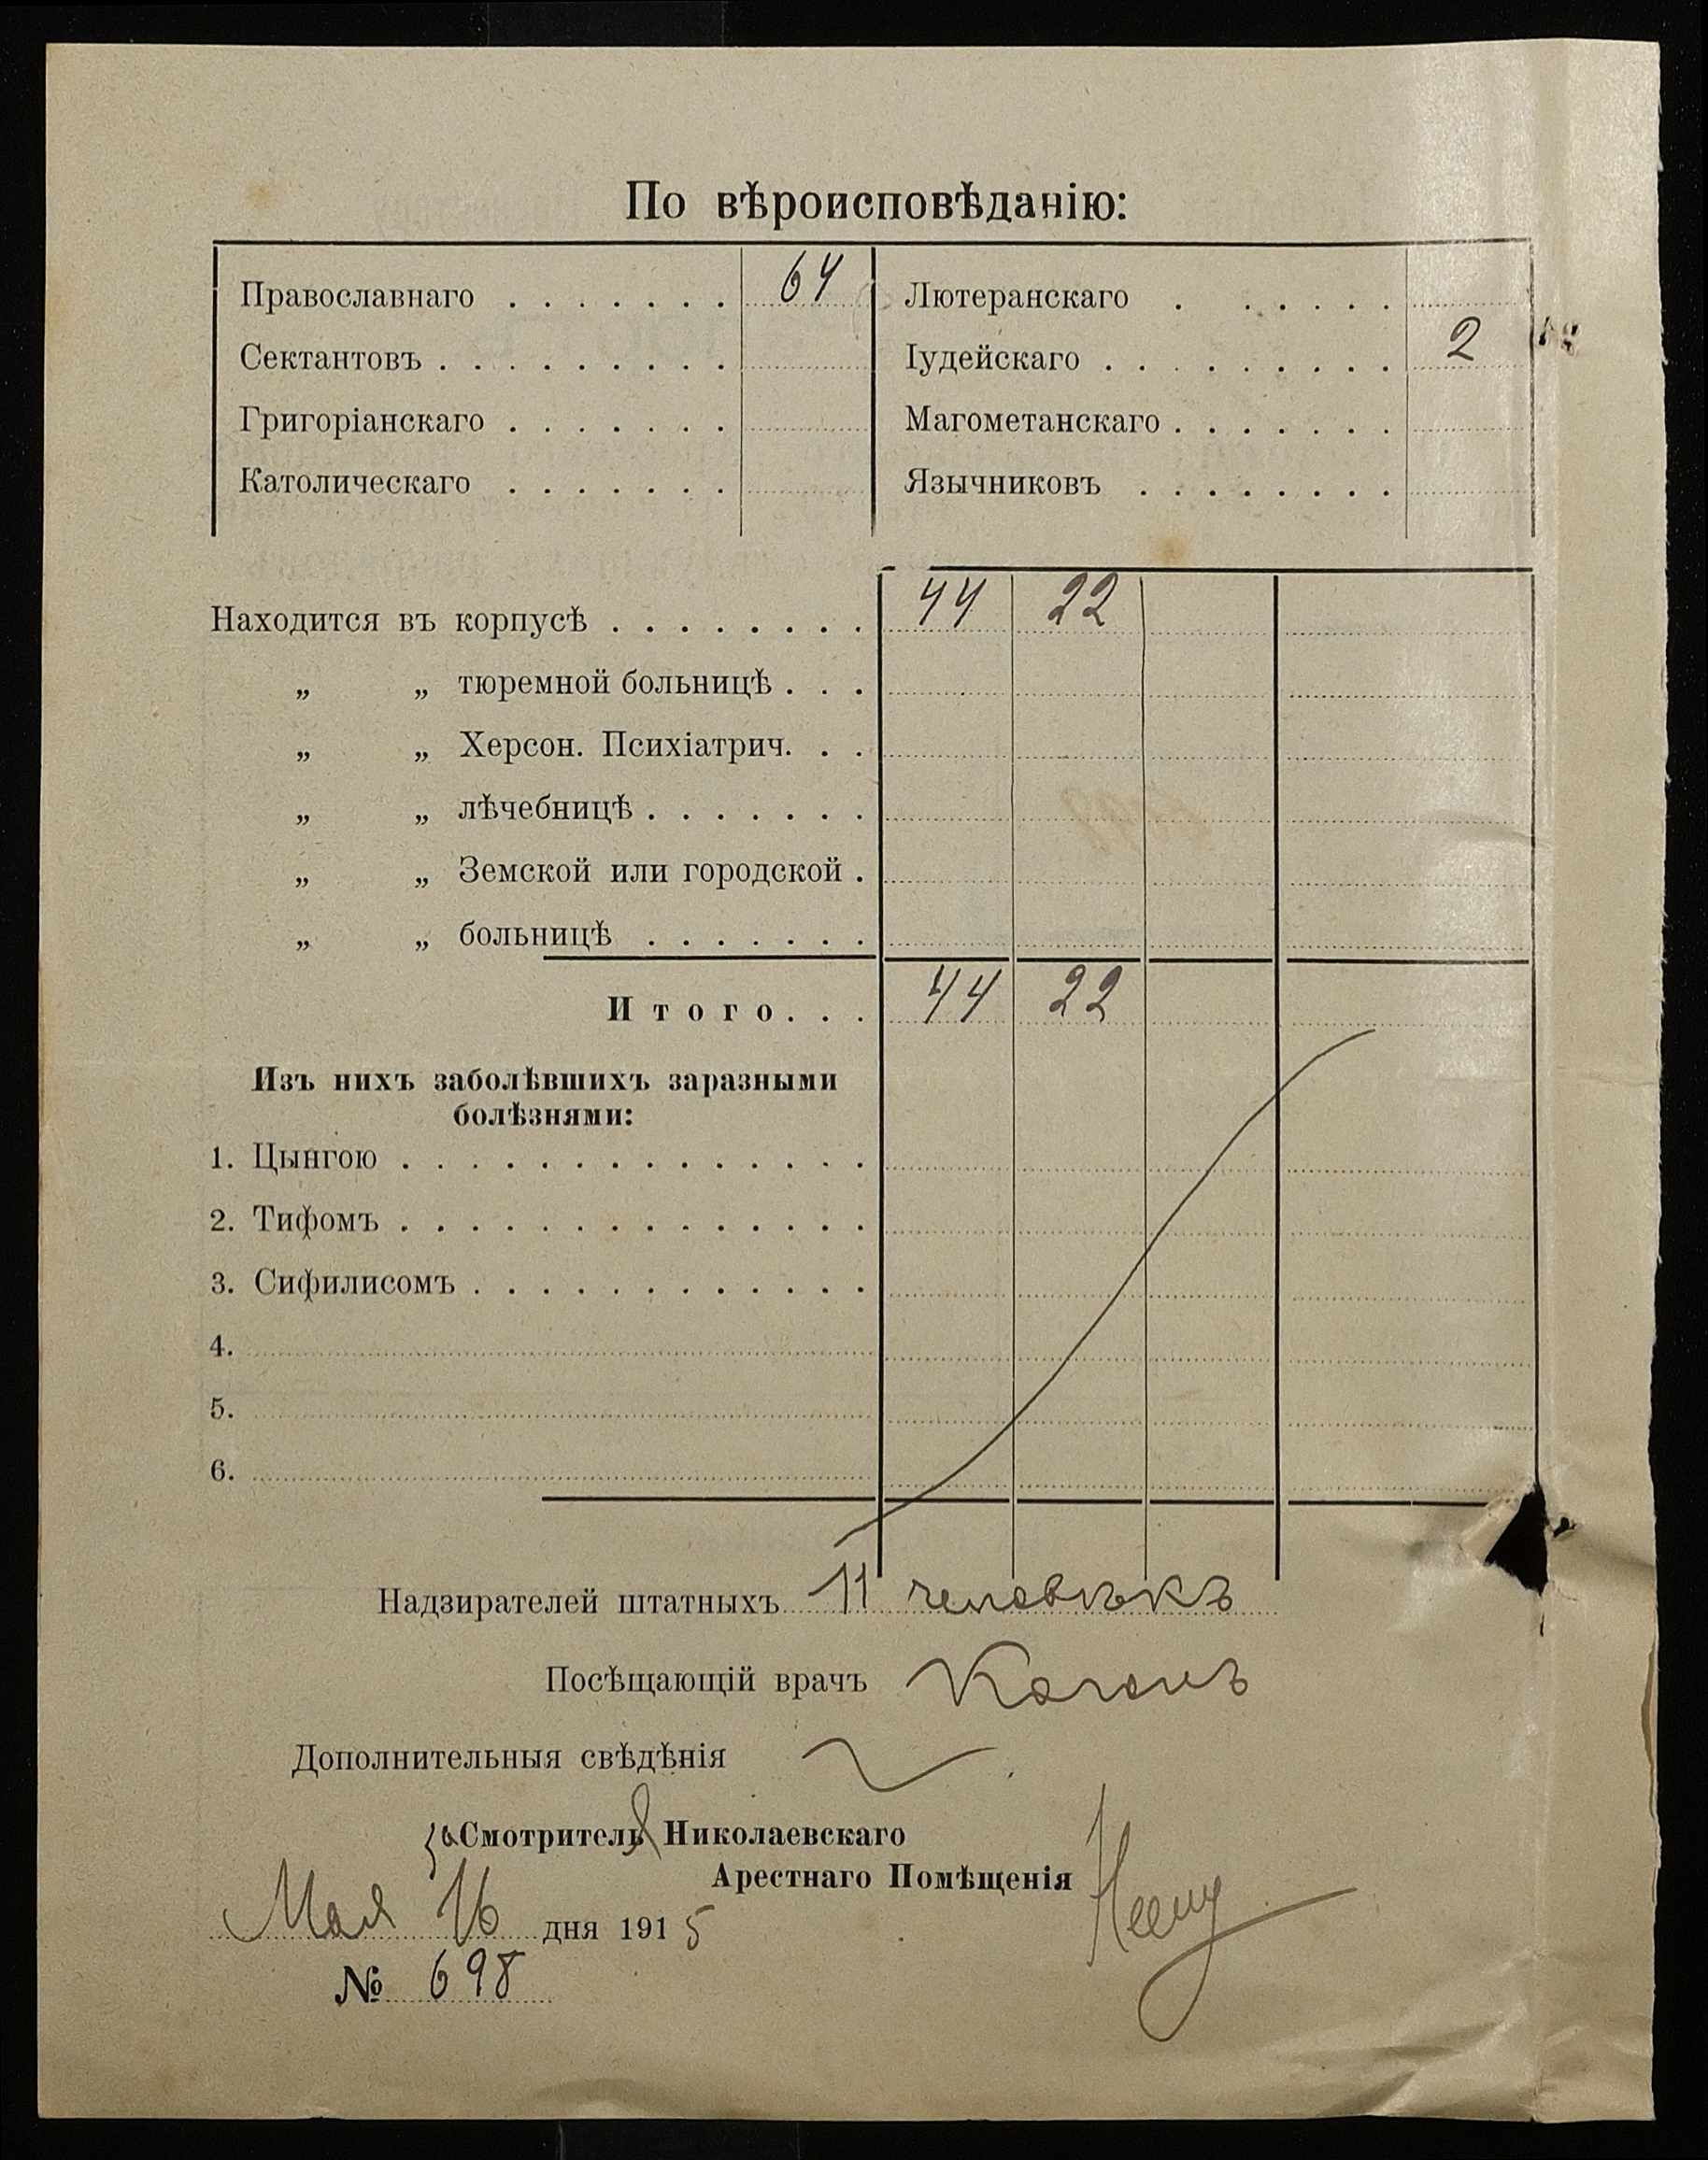 По вѣроисповѣданію:
Православнаго . . . . . . . 64 Лютеранскаго . . . . . .
Сектантовъ . . . . . . . . . Іудейскаго . . . . . . . . . 2
Григоріанскаго . . . . . . . Магометанскаго . . . . . . .
Католическаго . . . . . . . Язычниковъ . . . . . . . .
Находится въ корпусѣ . . . . . . . . 44 22
„ „ тюремной больницѣ . . .
„ „ Херсон. Психіатрич. . .
„ „ лѣчебницѣ . . . . . . .
„ „ Земской или городской .
„ „ больницѣ . . . . . . .
Итого . . . 44 22
Изъ нихъ заболѣвшихъ заразными
болѣзнями:
1. Цынгою . . . . . . . . . . . . . .
2. Тифомъ . . . . . . . . . . . . . .
3. Сифилисомъ . . . . . . . . . . . .
4.
5.
6.
Надзирателей штатныхъ 11 человѣкъ
Посѣщающій врачъ Коганъ
Дополнительныя свѣдѣнія
за Смотрителя Николаевскаго
Арестнаго Помѣщенія
Мая 16 дня 1915
№ 698